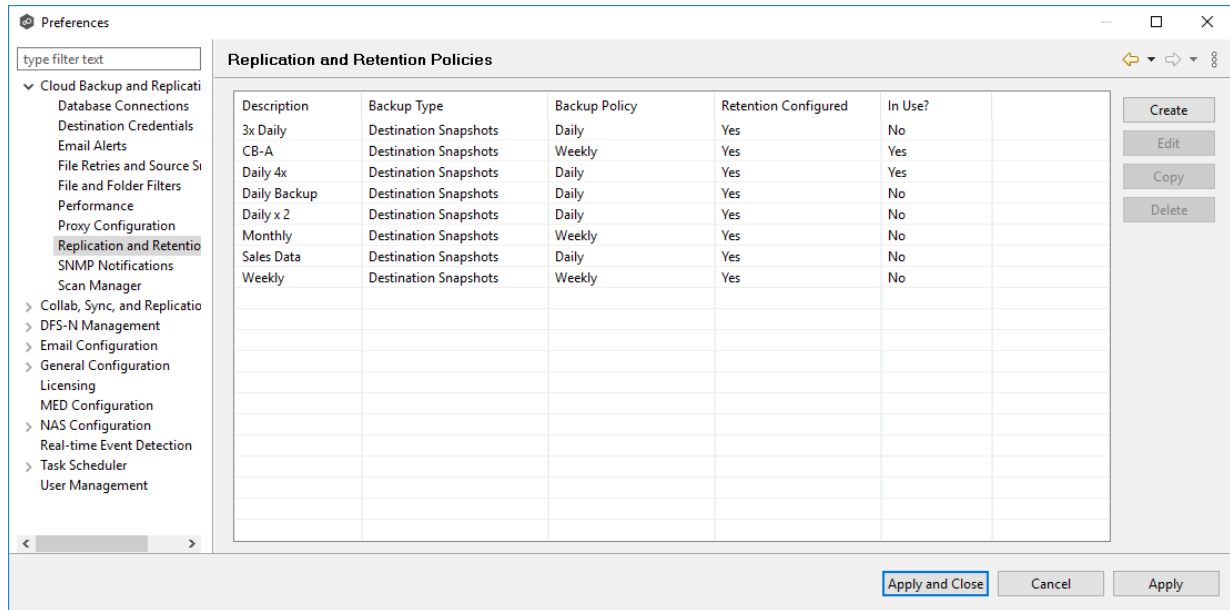 Preferences
type filter text
Replication and Retention Policies
Cloud Backup and Replicati
Database Connections
Destination Credentials
Email Alerts
File Retries and Source Sn
File and Folder Filters
Performance
Proxy Configuration
Replication and Retentio
SNMP Notifications
Scan Manager
Collab, Sync, and Replicatio
DFS-N Management
Email Configuration
General Configuration
Licensing
MED Configuration
NAS Configuration
Real-time Event Detection
Task Scheduler
User Management
Description Backup Type Backup Policy Retention Configured In Use?
3x Daily Destination Snapshots Daily Yes No
CB-A Destination Snapshots Weekly Yes Yes
Daily 4x Destination Snapshots Daily Yes Yes
Daily Backup Destination Snapshots Daily Yes No
Daily x 2 Destination Snapshots Daily Yes No
Monthly Destination Snapshots Weekly Yes No
Sales Data Destination Snapshots Daily Yes No
Weekly Destination Snapshots Weekly Yes No
Create
Edit
Copy
Delete
Apply and Close Cancel Apply